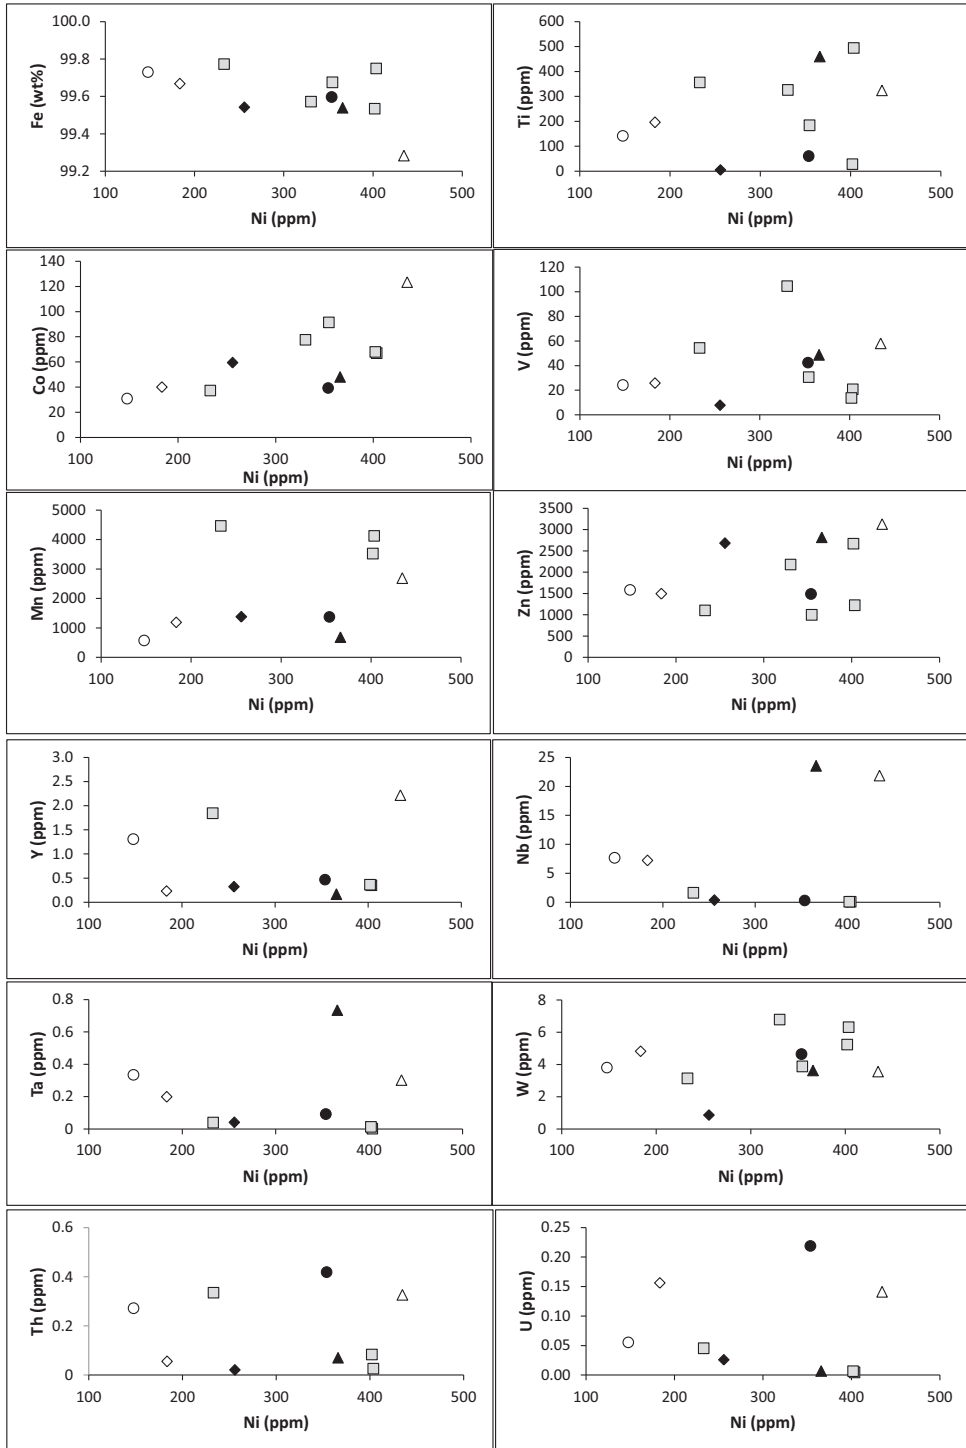 Fe (wt%)
100.0
99.8
99.6
99.4
99.2
100 200 300 400 500
Ni (ppm)
Ti (ppm)
600
500
400
300
200
100
0
100 200 300 400 500
Ni (ppm)
Co (ppm)
140
120
100
80
60
40
20
0
100 200 300 400 500
Ni (ppm)
V (ppm)
120
100
80
60
40
20
0
100 200 300 400 500
Ni (ppm)
Mn (ppm)
5000
4000
3000
2000
1000
0
100 200 300 400 500
Ni (ppm)
Zn (ppm)
3500
3000
2500
2000
1500
1000
500
0
100 200 300 400 500
Ni (ppm)
Y (ppm)
3.0
2.5
2.0
1.5
1.0
0.5
0.0
100 200 300 400 500
Ni (ppm)
Nb (ppm)
25
20
15
10
5
0
100 200 300 400 500
Ni (ppm)
Ta (ppm)
0.8
0.6
0.4
0.2
0
100 200 300 400 500
Ni (ppm)
W (ppm)
8
6
4
2
0
100 200 300 400 500
Ni (ppm)
Th (ppm)
0.6
0.4
0.2
0
100 200 300 400 500
Ni (ppm)
U (ppm)
0.25
0.20
0.15
0.10
0.05
0.00
100 200 300 400 500
Ni (ppm)